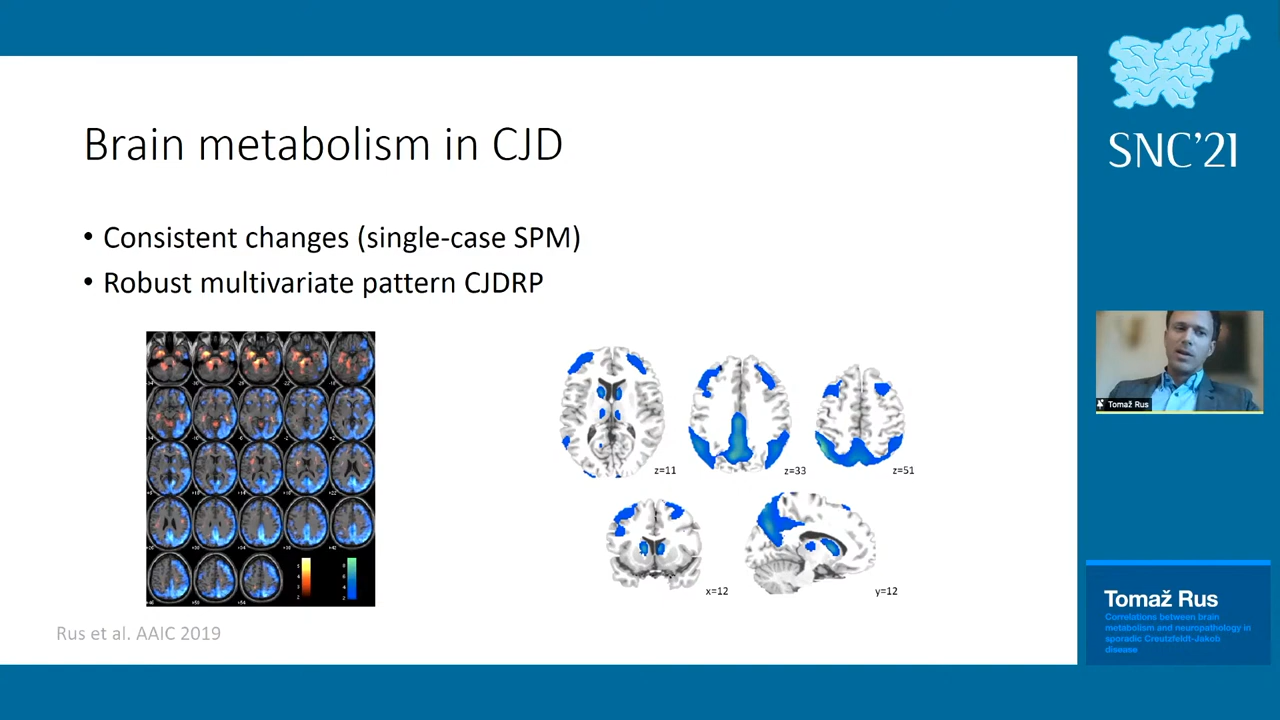 Brain metabolism in CJD
• Consistent changes (single-case SPM)
• Robust multivariate pattern CJDRP
z=11
z=33
z=51
x=12
y=12
Rus et al. AAIC 2019
SNC'21
Tomaž Rus
Tomaž Rus
Correlations between brain
metabolism and neuropathology in
sporadic Creutzfeldt-Jakob
disease